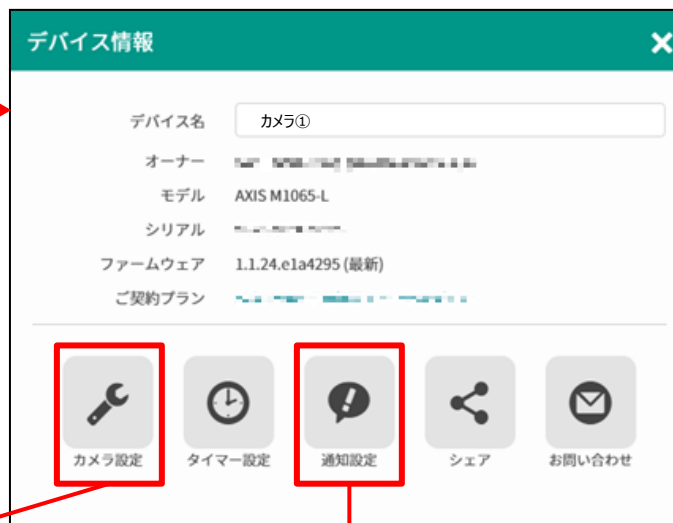 デバイス情報
デバイス名 カメラ①
オーナー
モデル AXIS M1065-L
シリアル
ファームウェア 1.1.24.e1a4295 (最新)
ご契約プラン
カメラ設定 タイマー設定 通知設定 シェア お問い合わせ